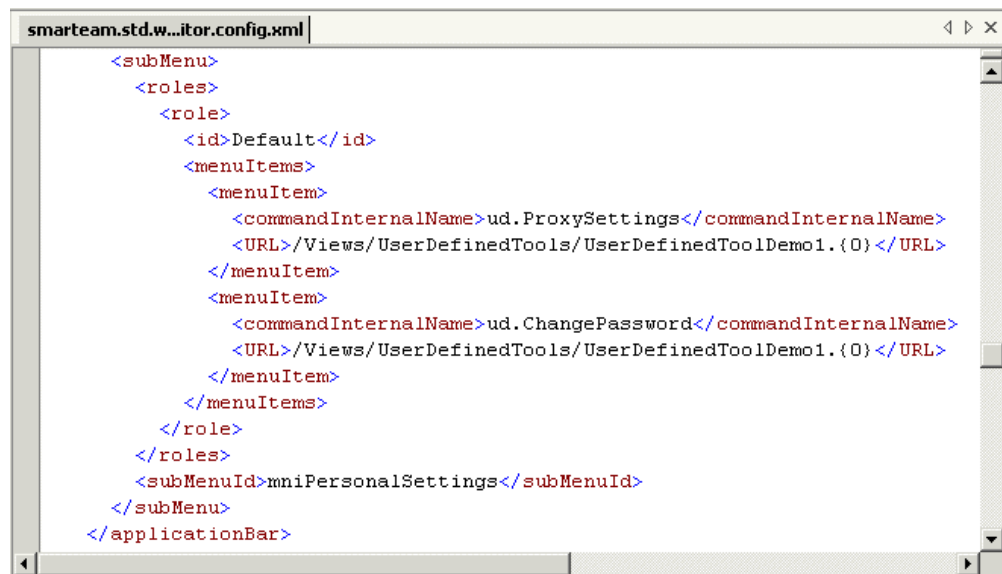 smarteam.std.w...itor.config.xml
<subMenu>
<roles>
<role>
<id>Default</id>
<menuItems>
<menuItem>
<commandInternalName>ud.ProxySettings</commandInternalName>
<URL>/Views/UserDefinedTools/UserDefinedToolDemo1.{0}</URL>
</menuItem>
<menuItem>
<commandInternalName>ud.ChangePassword</commandInternalName>
<URL>/Views/UserDefinedTools/UserDefinedToolDemo1.{0}</URL>
</menuItem>
</menuItems>
</role>
</roles>
<subMenuId>mniPersonalSettings</subMenuId>
</subMenu>
</applicationBar>